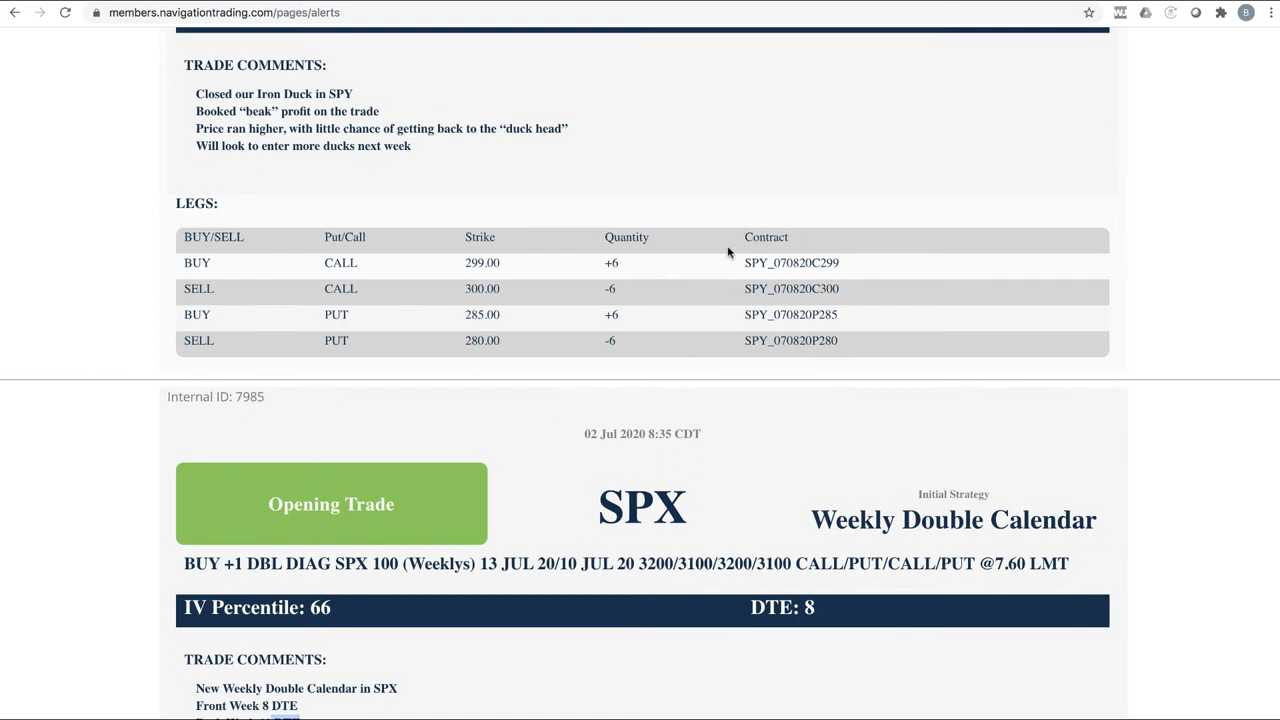 members.navigationtrading.com/pages/alerts
B
TRADE COMMENTS:
Closed our Iron Duck in SPY
Booked “beak” profit on the trade
Price ran higher, with little chance of getting back to the “duck head”
Will look to enter more ducks next week
LEGS:
BUY/SELL Put/Call Strike Quantity Contract
BUY CALL 299.00 +6 SPY_070820C299
SELL CALL 300.00 -6 SPY_070820C300
BUY PUT 285.00 +6 SPY_070820P285
SELL PUT 280.00 -6 SPY_070820P280
Internal ID: 7985
02 Jul 2020 8:35 CDT
Opening Trade
SPX
Initial Strategy
Weekly Double Calendar
BUY +1 DBL DIAG SPX 100 (Weeklys) 13 JUL 20/10 JUL 20 3200/3100/3200/3100 CALL/PUT/CALL/PUT @7.60 LMT
IV Percentile: 66 DTE: 8
TRADE COMMENTS:
New Weekly Double Calendar in SPX
Front Week 8 DTE